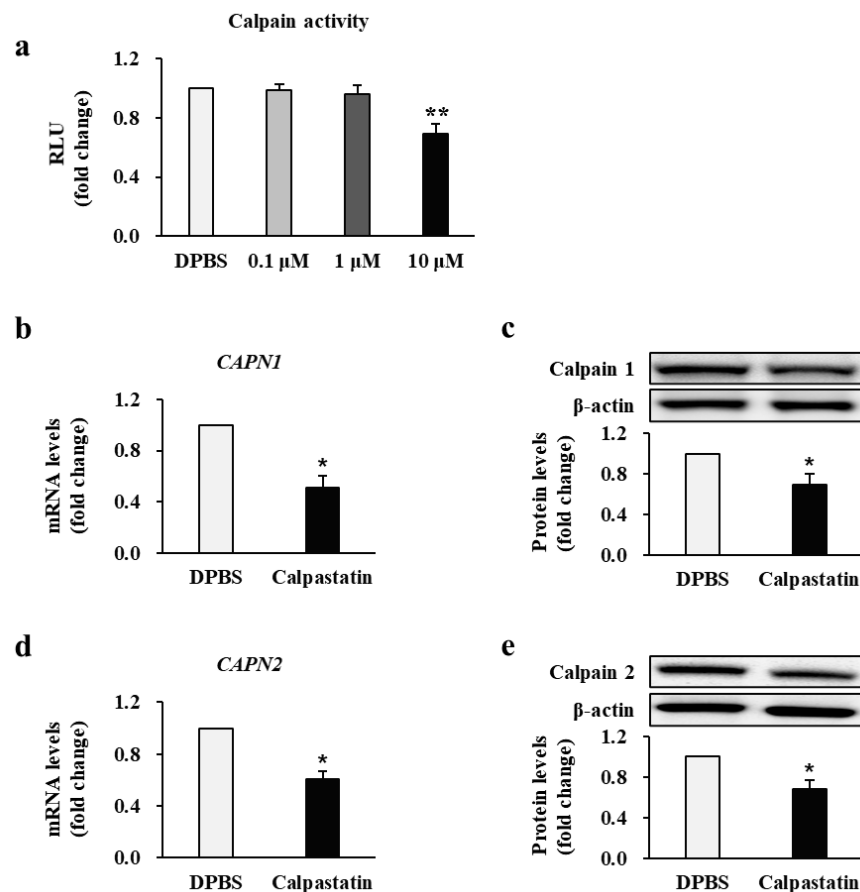 Calpain activity
a
1.2
0.8
0.4
0.0
RLU
(fold change)
**
DPBS 0.1 μM 1 μM 10 μM
b
CAPN1
1.2
0.8
0.4
0.0
mRNA levels
(fold change)
*
DPBS Calpastatin
c
Calpain 1
β-actin
1.2
0.8
0.4
0.0
Protein levels
(fold change)
*
DPBS Calpastatin
d
CAPN2
1.2
0.8
0.4
0.0
mRNA levels
(fold change)
*
DPBS Calpastatin
e
Calpain 2
β-actin
1.2
0.8
0.4
0.0
Protein levels
(fold change)
*
DPBS Calpastatin